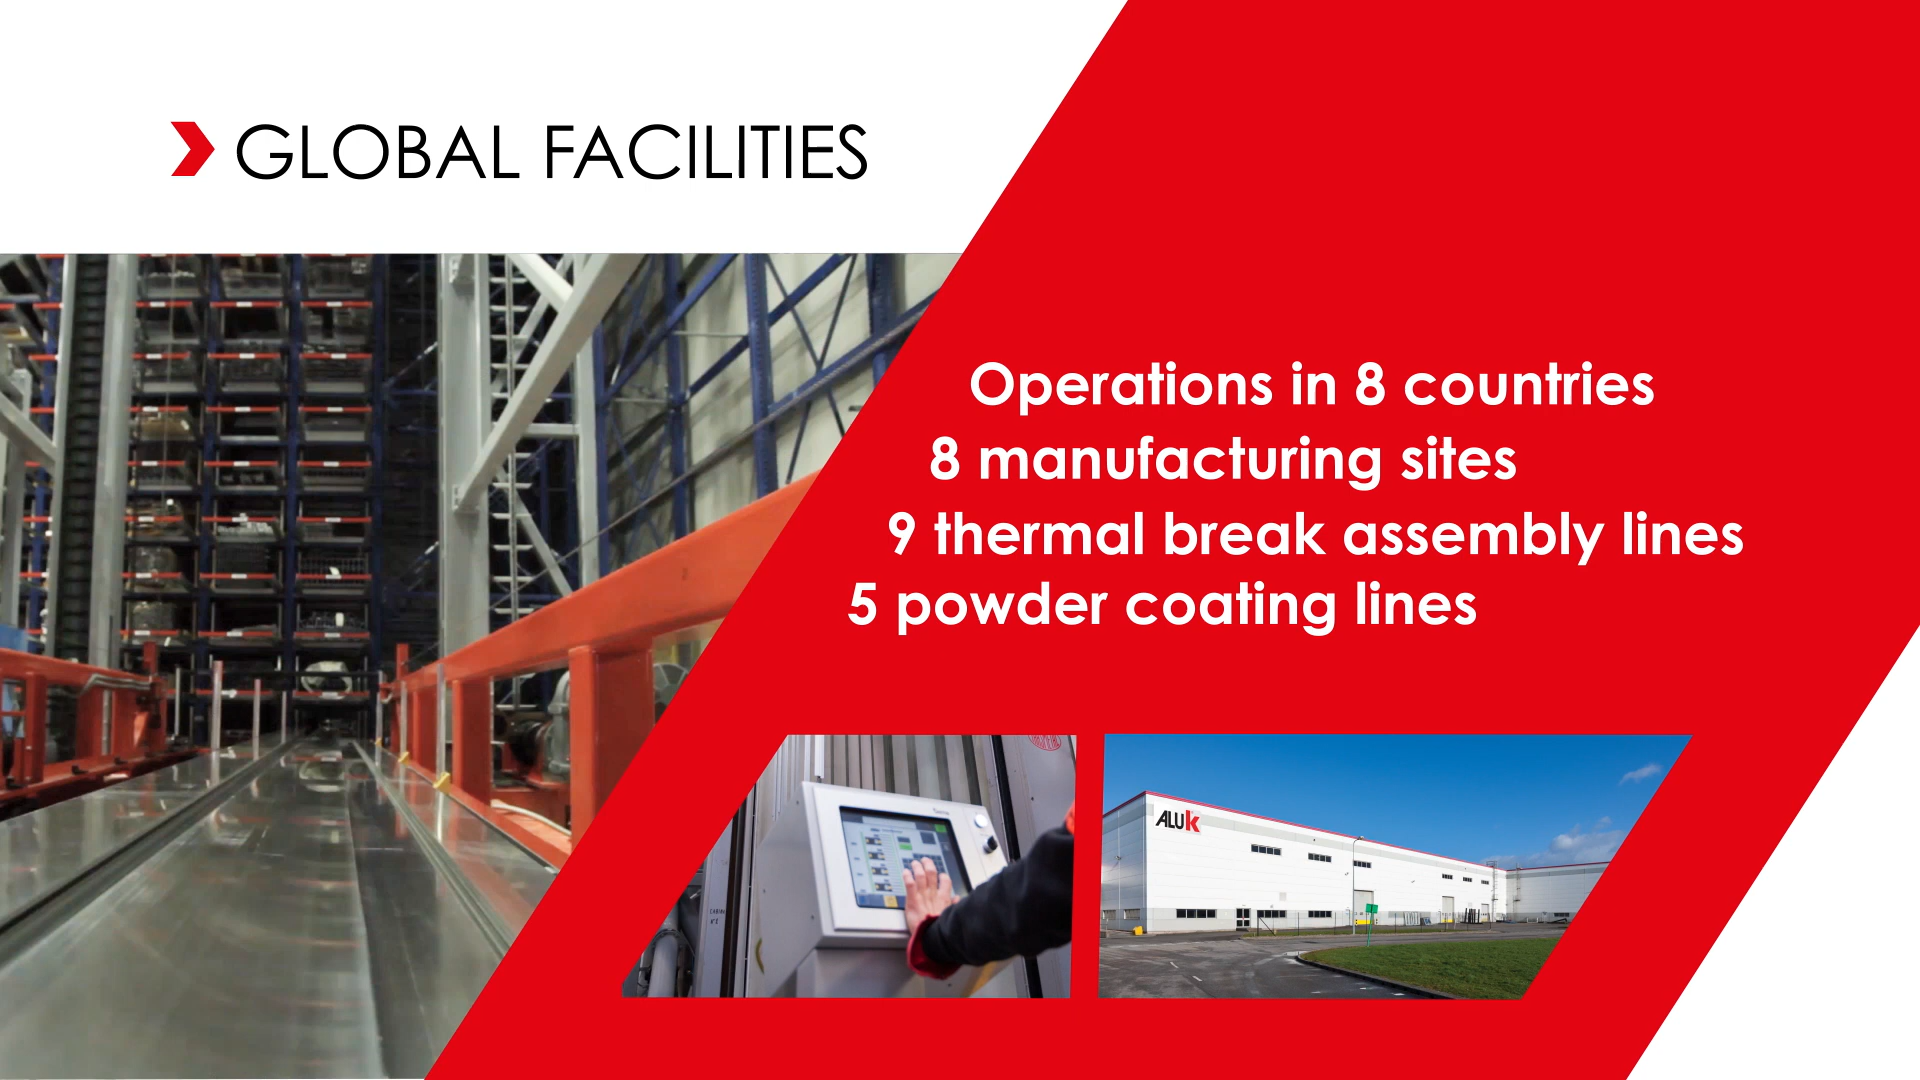 GLOBAL FACILITIES
Operations in 8 countries
8 manufacturing sites
9 thermal break assembly lines
5 powder coating lines
ALUK